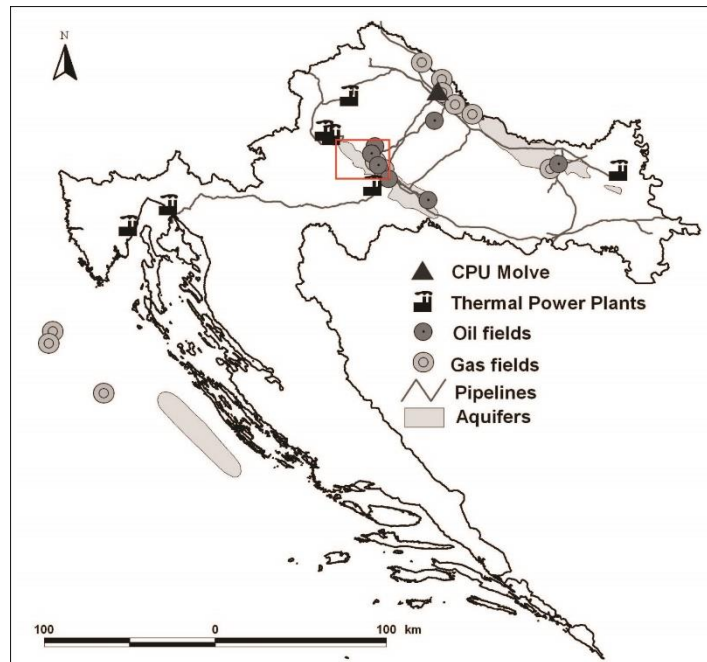 N
CPU Molve
Thermal Power Plants
Oil fields
Gas fields
Pipelines
Aquifers
100 0 100 km